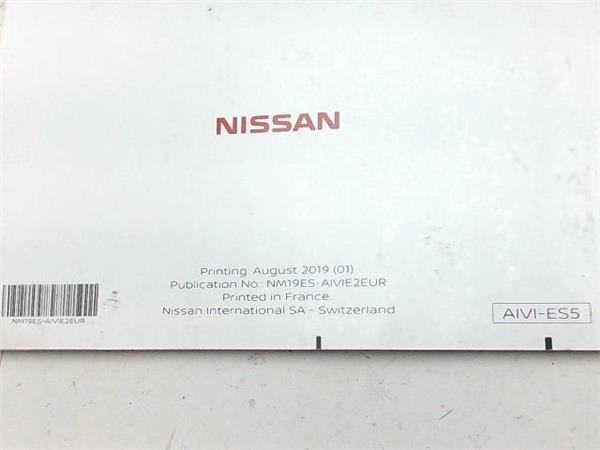 NISSAN
Printing: August 2019 (01)
Publication No.: NM19ES-AIVIE2EUR
Printed in France
Nissan International SA - Switzerland
NM19ES-AIVIE2EUR
AIVI-ES5